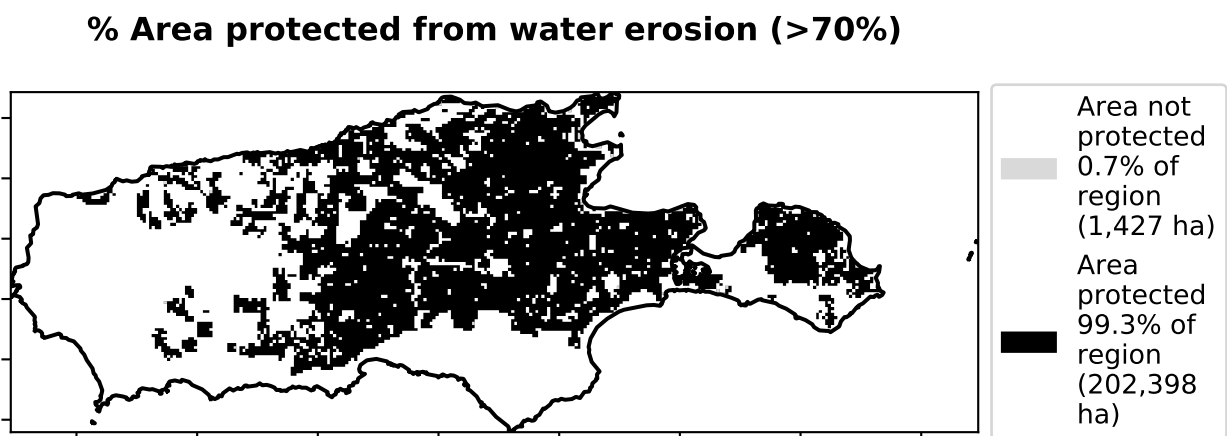 % Area protected from water erosion (>70%)
Area not
protected
0.7% of
region
(1,427 ha)
Area
protected
99.3% of
region
(202,398
ha)